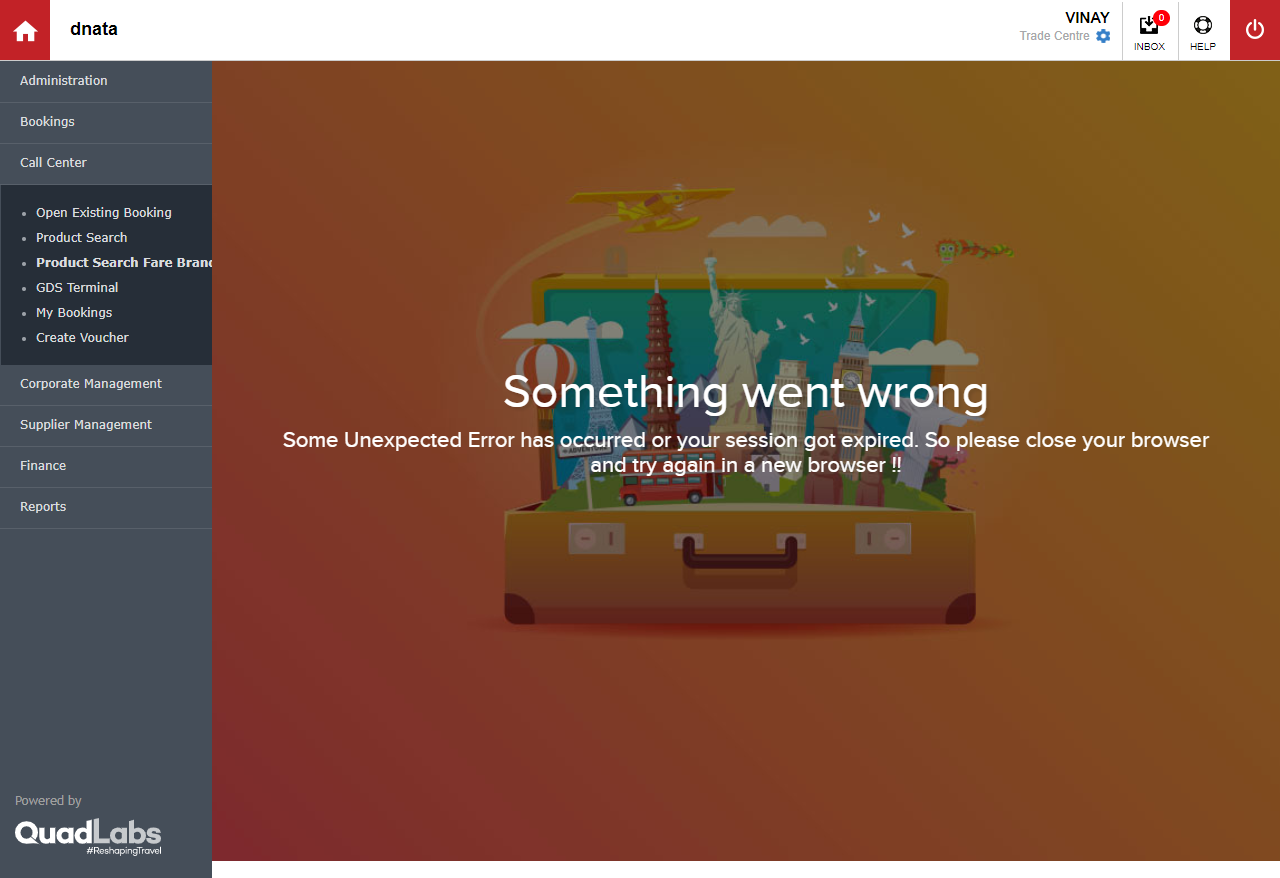 dnata
VINAY
Trade Centre
0
INBOX
HELP
Administration
Bookings
Call Center
Open Existing Booking
Product Search
Product Search Fare Brand
GDS Terminal
My Bookings
Create Voucher
Corporate Management
Supplier Management
Finance
Reports
Something went wrong
Some Unexpected Error has occurred or your session got expired. So please close your browser
and try again in a new browser !!
ADVENTURE
Powered by
QuadLabs
#ReshapingTravel